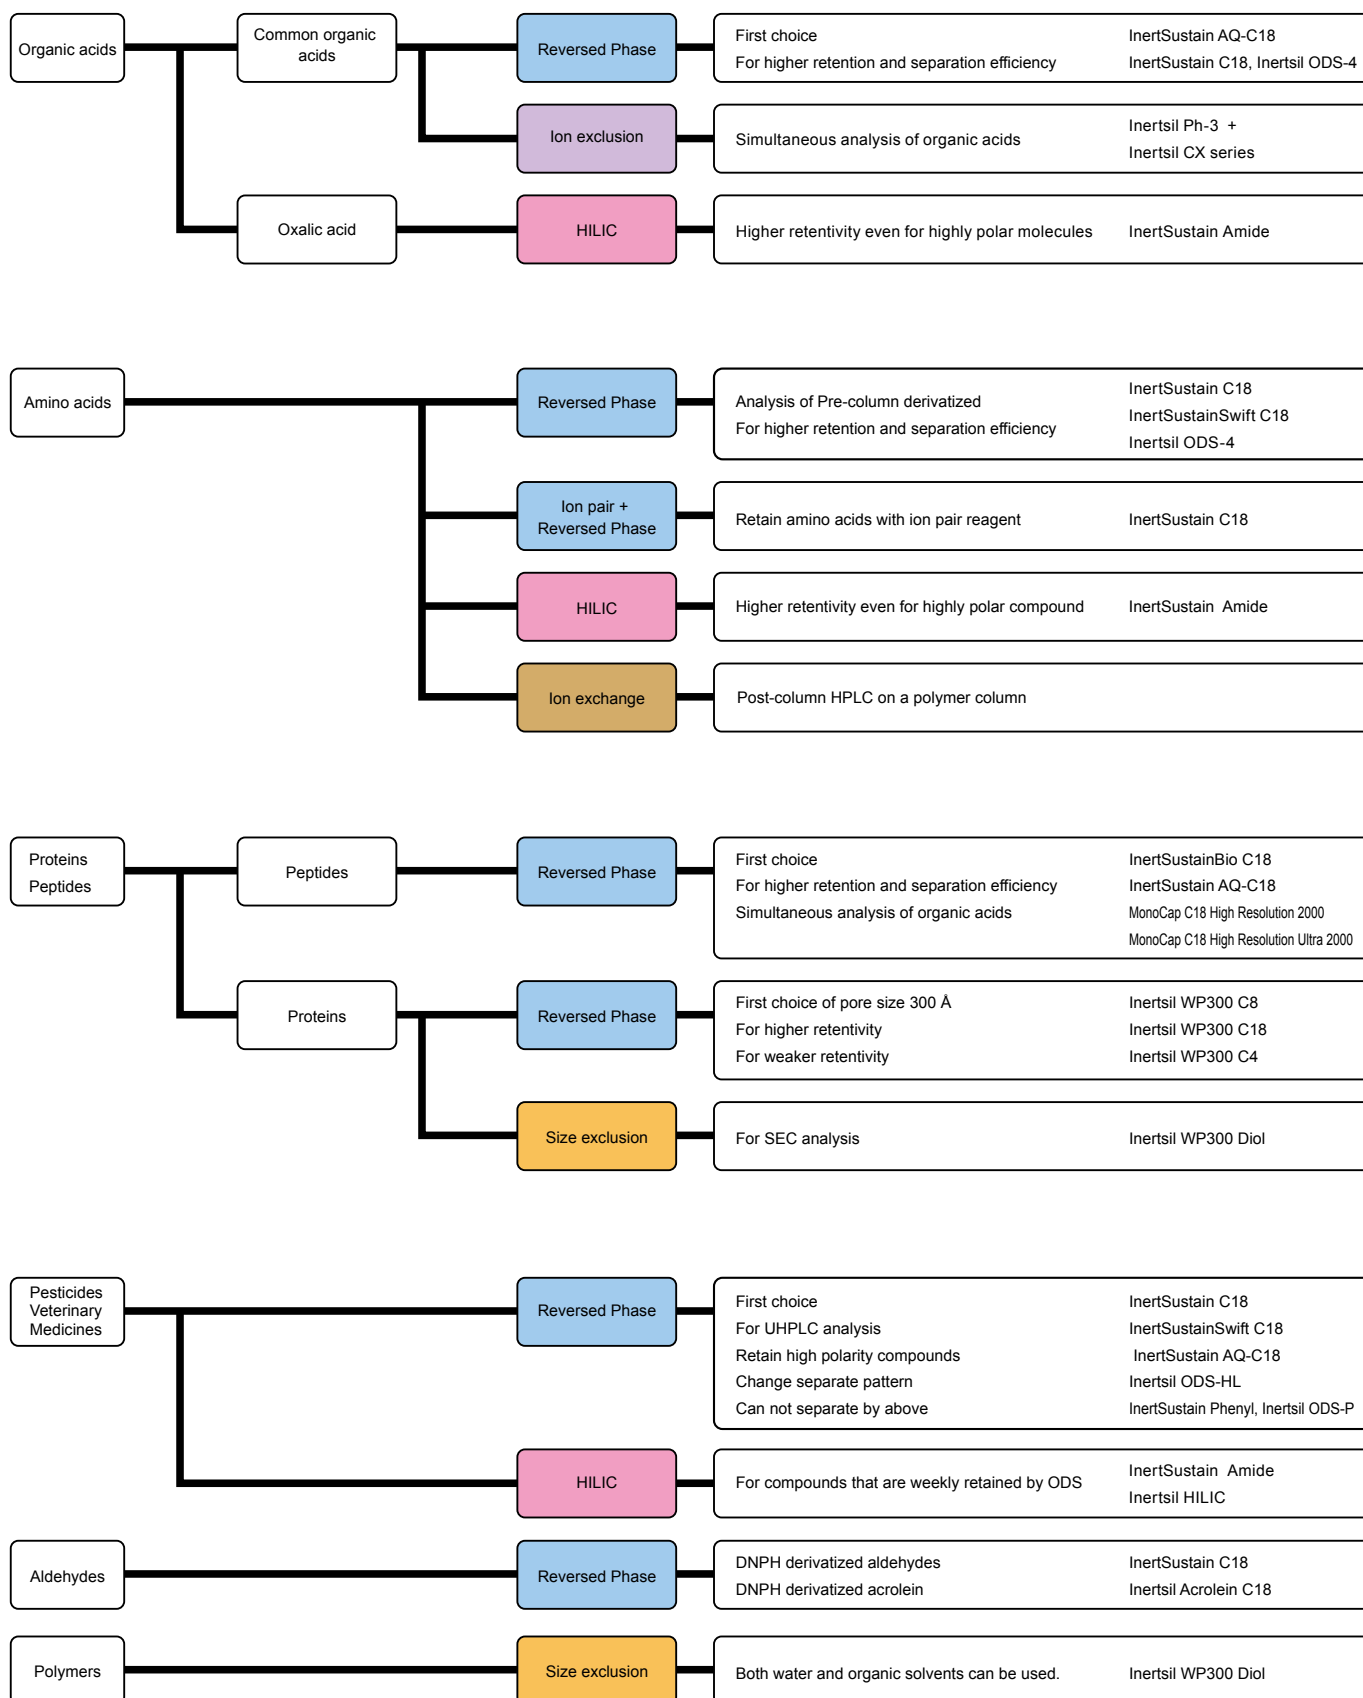 Organic acids
Common organic
acids
Reversed Phase
First choice InertSustain AQ-C18
For higher retention and separation efficiency InertSustain C18, Inertsil ODS-4
Ion exclusion
Simultaneous analysis of organic acids
Inertsil Ph-3 +
Inertsil CX series
Oxalic acid
HILIC
Higher retentivity even for highly polar molecules InertSustain Amide
Amino acids
Reversed Phase
Analysis of Pre-column derivatized
For higher retention and separation efficiency
InertSustain C18
InertSustainSwift C18
Inertsil ODS-4
Ion pair +
Reversed Phase
Retain amino acids with ion pair reagent InertSustain C18
HILIC
Higher retentivity even for highly polar compound InertSustain Amide
Ion exchange
Post-column HPLC on a polymer column
Proteins
Peptides
Peptides
Reversed Phase
First choice InertSustainBio C18
For higher retention and separation efficiency InertSustain AQ-C18
Simultaneous analysis of organic acids MonoCap C18 High Resolution 2000
MonoCap C18 High Resolution Ultra 2000
Proteins
Reversed Phase
First choice of pore size 300 Å Inertsil WP300 C8
For higher retentivity Inertsil WP300 C18
For weaker retentivity Inertsil WP300 C4
Size exclusion
For SEC analysis Inertsil WP300 Diol
Pesticides
Veterinary
Medicines
Reversed Phase
First choice InertSustain C18
For UHPLC analysis InertSustainSwift C18
Retain high polarity compounds InertSustain AQ-C18
Change separate pattern Inertsil ODS-HL
Can not separate by above InertSustain Phenyl, Inertsil ODS-P
HILIC
For compounds that are weekly retained by ODS
InertSustain Amide
Inertsil HILIC
Aldehydes
Reversed Phase
DNPH derivatized aldehydes InertSustain C18
DNPH derivatized acrolein Inertsil Acrolein C18
Polymers
Size exclusion
Both water and organic solvents can be used. Inertsil WP300 Diol